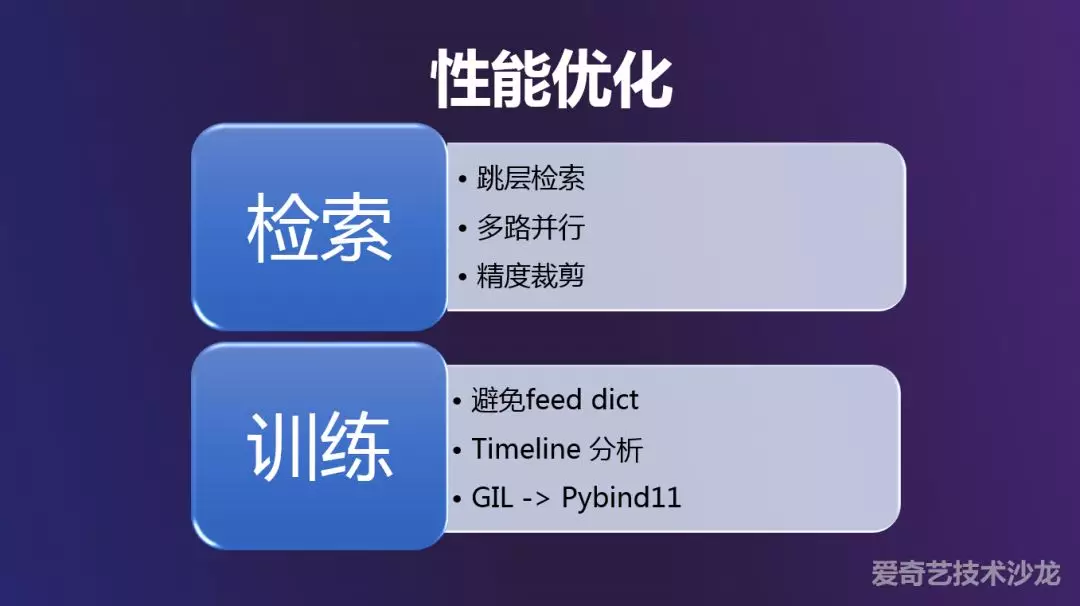 性能优化
检索
• 跳层检索
• 多路并行
• 精度裁剪
训练
• 避免feed dict
• Timeline 分析
• GIL -> Pybind11
爱奇艺技术沙龙